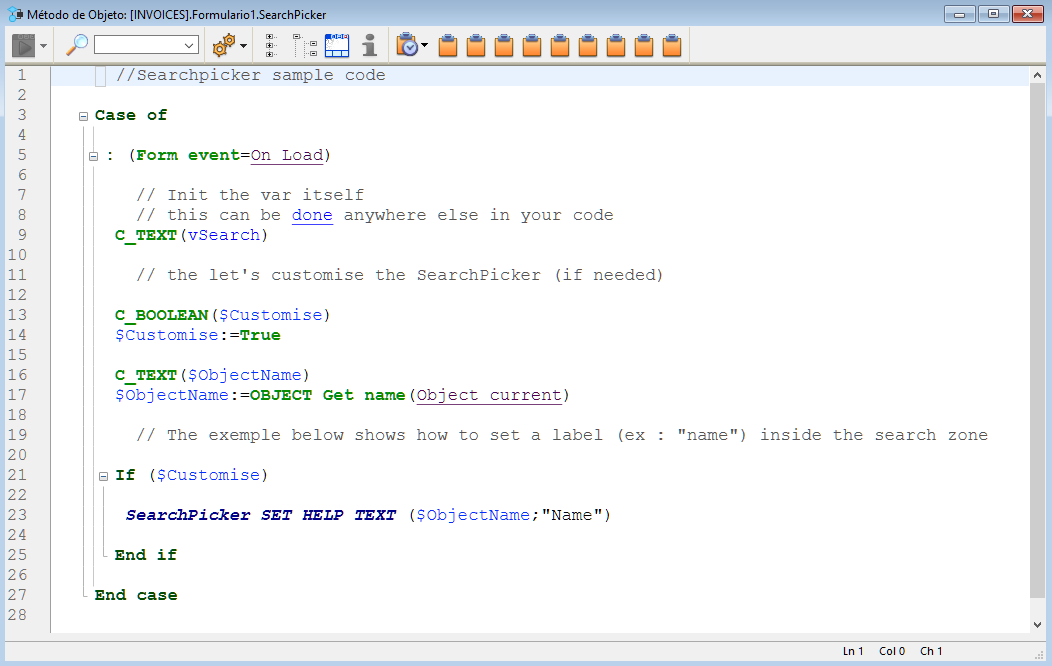 Método de Objeto: [INVOICES].Formulario1.SearchPicker
1 //Searchpicker sample code
2
3 Case of
4
5 : (Form event=On Load)
6
7 // Init the var itself
8 // this can be done anywhere else in your code
9 C_TEXT(vSearch)
10
11 // the let's customise the SearchPicker (if needed)
12
13 C_BOOLEAN($Customise)
14 $Customise:=True
15
16 C_TEXT($ObjectName)
17 $ObjectName:=OBJECT Get name(Object current)
18
19 // The exemple below shows how to set a label (ex : "name") inside the search zone
20
21 If ($Customise)
22
23 SearchPicker SET HELP TEXT ($ObjectName;"Name")
24
25 End if
26
27 End case
28
Ln 1 Col 0 Ch 1